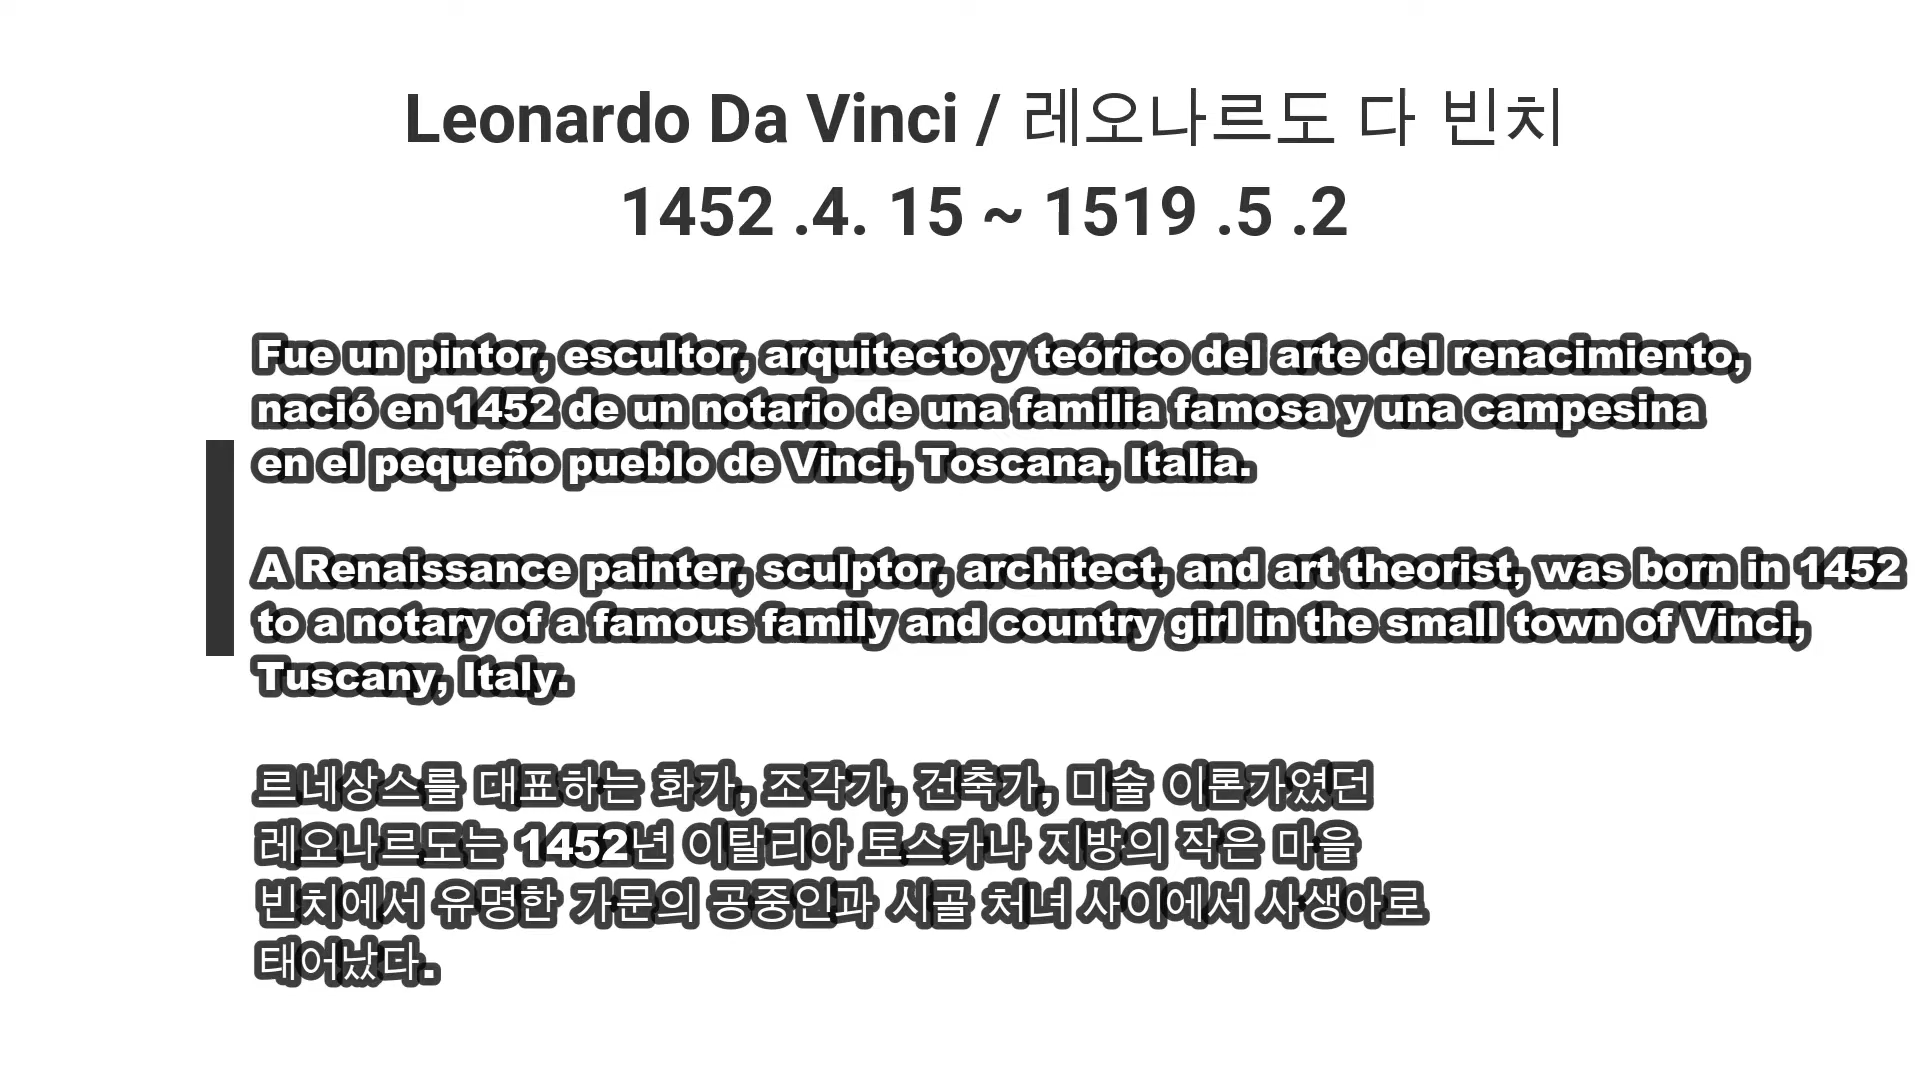 Leonardo Da Vinci / 레오나르도 다 빈치
1452 .4. 15 ~ 1519 .5 .2
Fue un pintor, escultor, arquitecto y teórico del arte del renacimiento,
nació en 1452 de un notario de una familia famosa y una campesina
en el pequeño pueblo de Vinci, Toscana, Italia.
A Renaissance painter, sculptor, architect, and art theorist, was born in 1452
to a notary of a famous family and country girl in the small town of Vinci,
Tuscany, Italy.
르네상스를 대표하는 화가, 조각가, 건축가, 미술 이론가였던
레오나르도는 1452년 이탈리아 토스카나 지방의 작은 마을
빈치에서 유명한 가문의 공중인과 시골 처녀 사이에서 사생아로
태어났다.